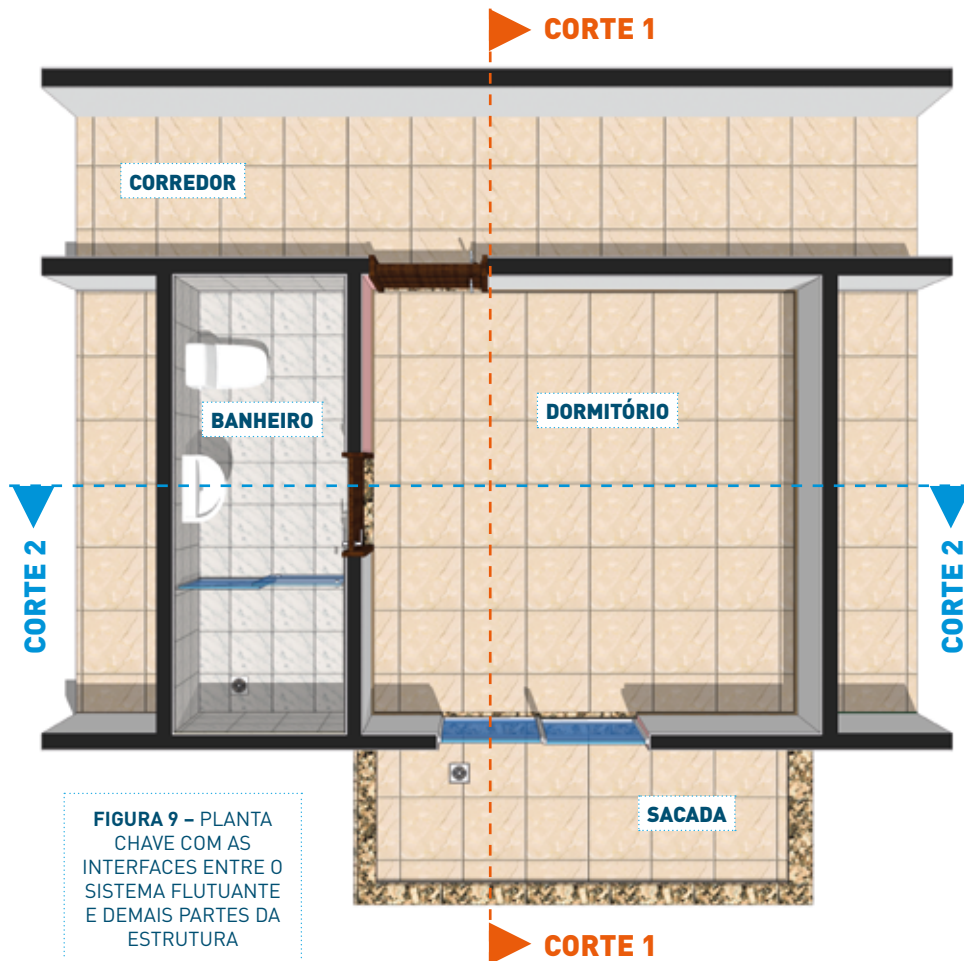 CORTE 1
CORREDOR
BANHEIRO
DORMITÓRIO
CORTE 2
CORTE 2
SACADA
FIGURA 9 – PLANTA
CHAVE COM AS
INTERFACES ENTRE O
SISTEMA FLUTUANTE
E DEMAIS PARTES DA
ESTRUTURA
CORTE 1